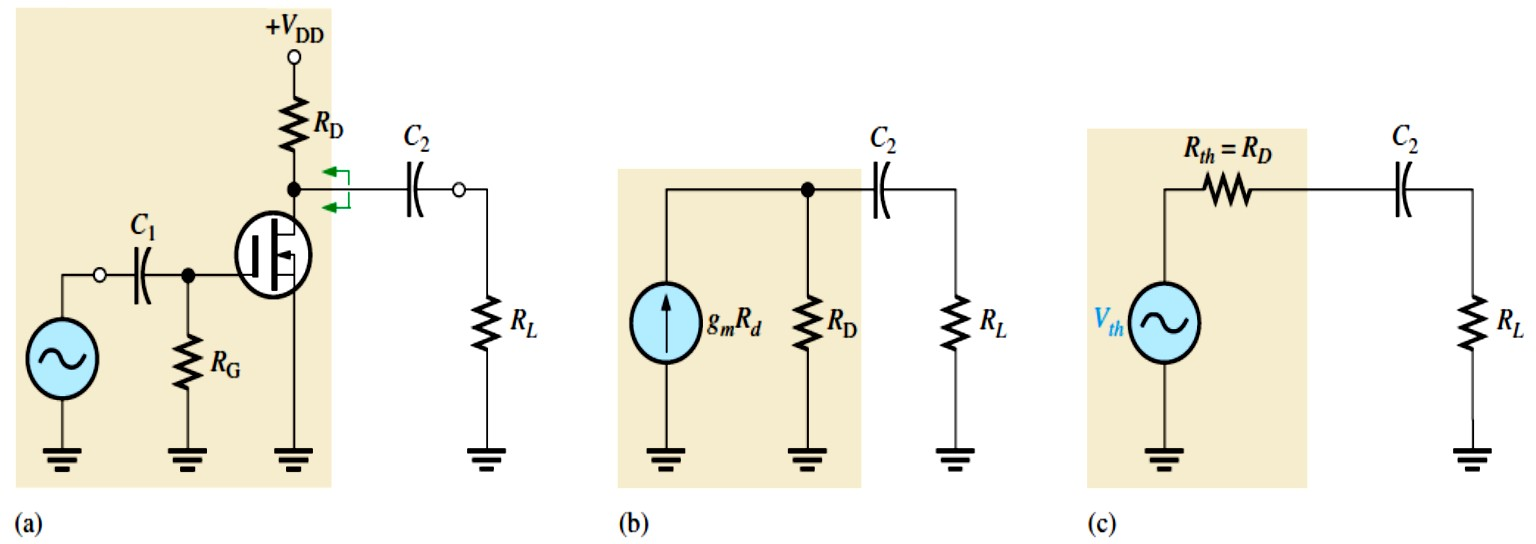 +V_DD
R_D
C_2
C_1
R_G
R_L
(a)
C_2
g_mR_d
R_D
R_L
(b)
R_th = R_D
C_2
V_th
R_L
(c)